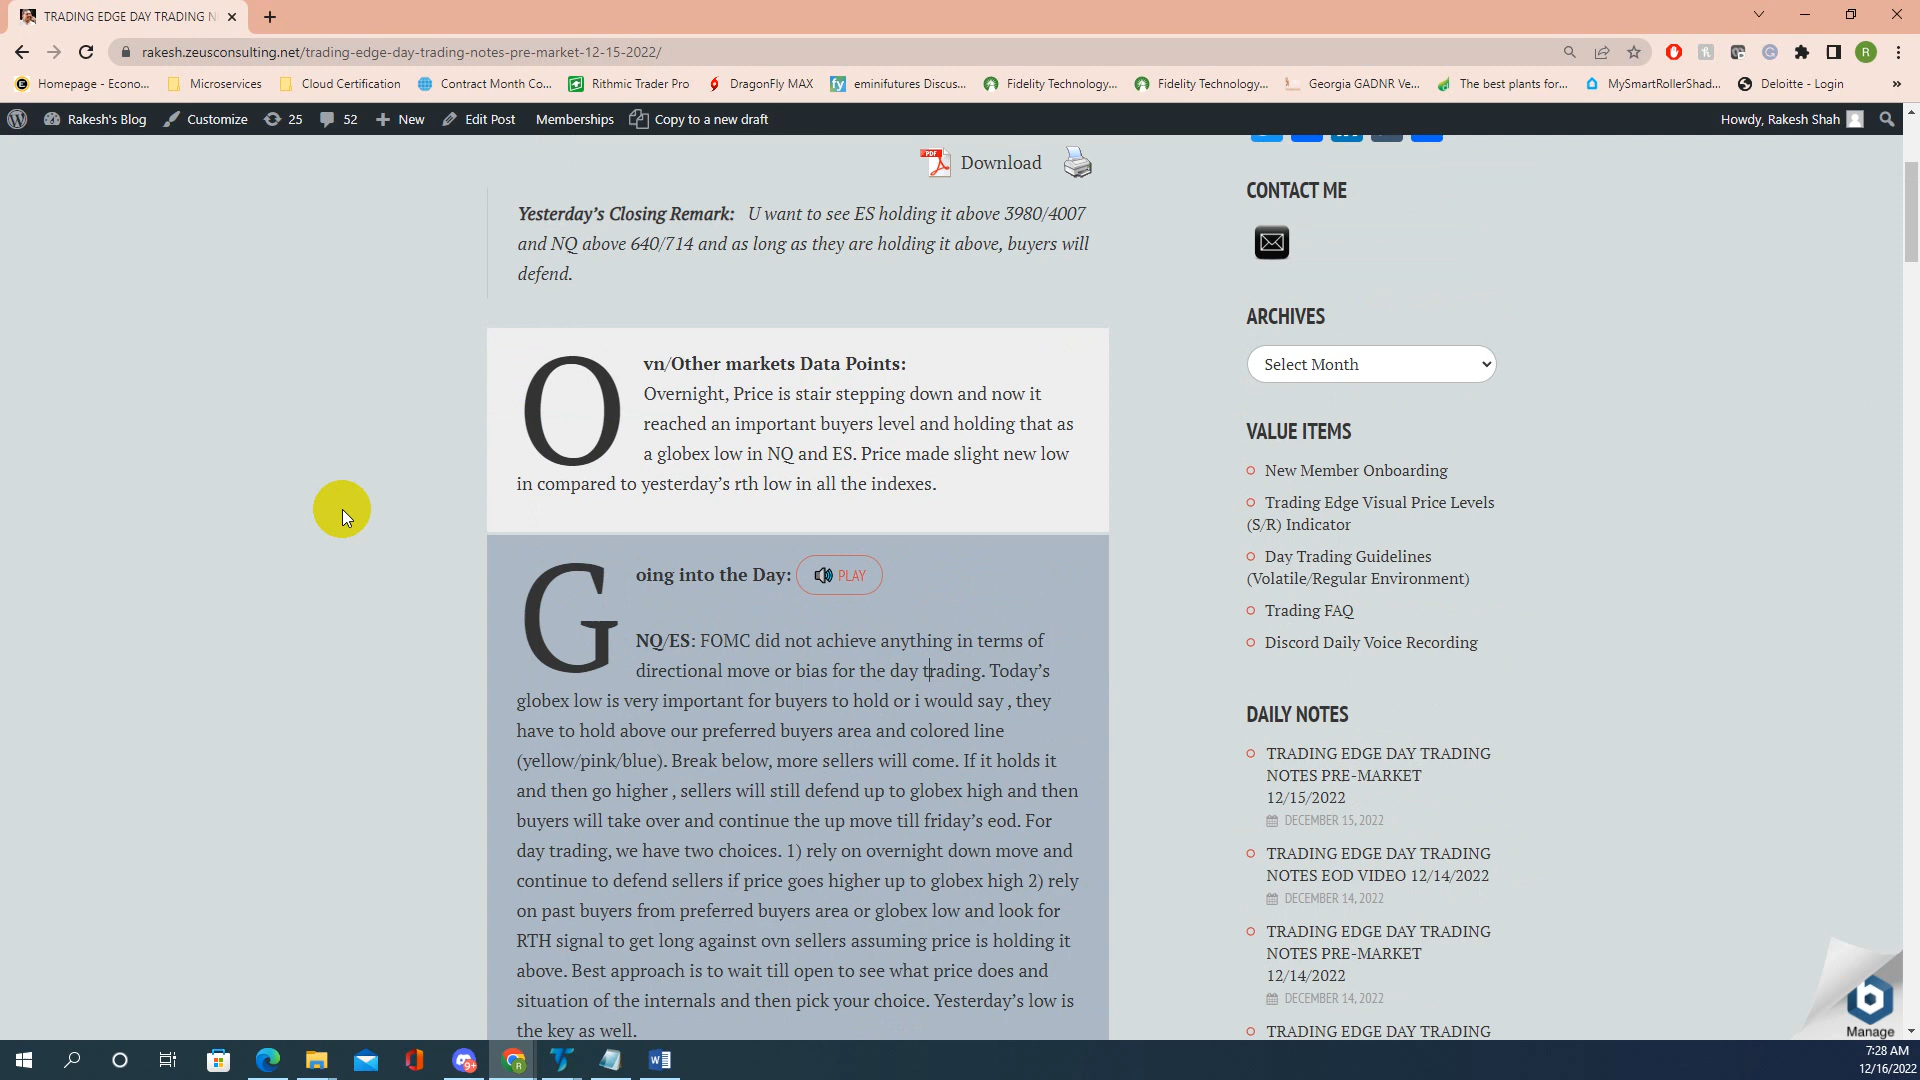 TRADING EDGE DAY TRADING N
rakesh.zeusconsulting.net/trading-edge-day-trading-notes-pre-market-12-15-2022/
R
Homepage - Econo...
Microservices
Cloud Certification
Contract Month Co...
Rithmic Trader Pro
DragonFly MAX
eminifutures Discus...
Fidelity Technology...
Fidelity Technology...
Georgia GADNR Ve...
The best plants for...
MySmartRollerShad...
Deloitte - Login
»
Rakesh's Blog
Customize
25
52
New
Edit Post
Memberships
Copy to a new draft
Howdy, Rakesh Shah
PDF
Download
Yesterday's Closing Remark: U want to see ES holding it above 3980/4007
and NQ above 640/714 and as long as they are holding it above, buyers will
defend.
Ovn/Other markets Data Points:
Overnight, Price is stair stepping down and now it
reached an important buyers level and holding that as
a globex low in NQ and ES. Price made slight new low
in compared to yesterday's rth low in all the indexes.
Going into the Day: PLAY
NQ/ES: FOMC did not achieve anything in terms of
directional move or bias for the day trading. Today's
globex low is very important for buyers to hold or i would say , they
have to hold above our preferred buyers area and colored line
(yellow/pink/blue). Break below, more sellers will come. If it holds it
and then go higher , sellers will still defend up to globex high and then
buyers will take over and continue the up move till friday's eod. For
day trading, we have two choices. 1) rely on overnight down move and
continue to defend sellers if price goes higher up to globex high 2) rely
on past buyers from preferred buyers area or globex low and look for
RTH signal to get long against ovn sellers assuming price is holding it
above. Best approach is to wait till open to see what price does and
situation of the internals and then pick your choice. Yesterday's low is
the key as well.
CONTACT ME
ARCHIVES
Select Month
VALUE ITEMS
New Member Onboarding
Trading Edge Visual Price Levels
(S/R) Indicator
Day Trading Guidelines
(Volatile/Regular Environment)
Trading FAQ
Discord Daily Voice Recording
DAILY NOTES
TRADING EDGE DAY TRADING
NOTES PRE-MARKET
12/15/2022
DECEMBER 15, 2022
TRADING EDGE DAY TRADING
NOTES EOD VIDEO 12/14/2022
DECEMBER 14, 2022
TRADING EDGE DAY TRADING
NOTES PRE-MARKET
12/14/2022
DECEMBER 14, 2022
TRADING EDGE DAY TRADING
Manage
7:28 AM
12/16/2022